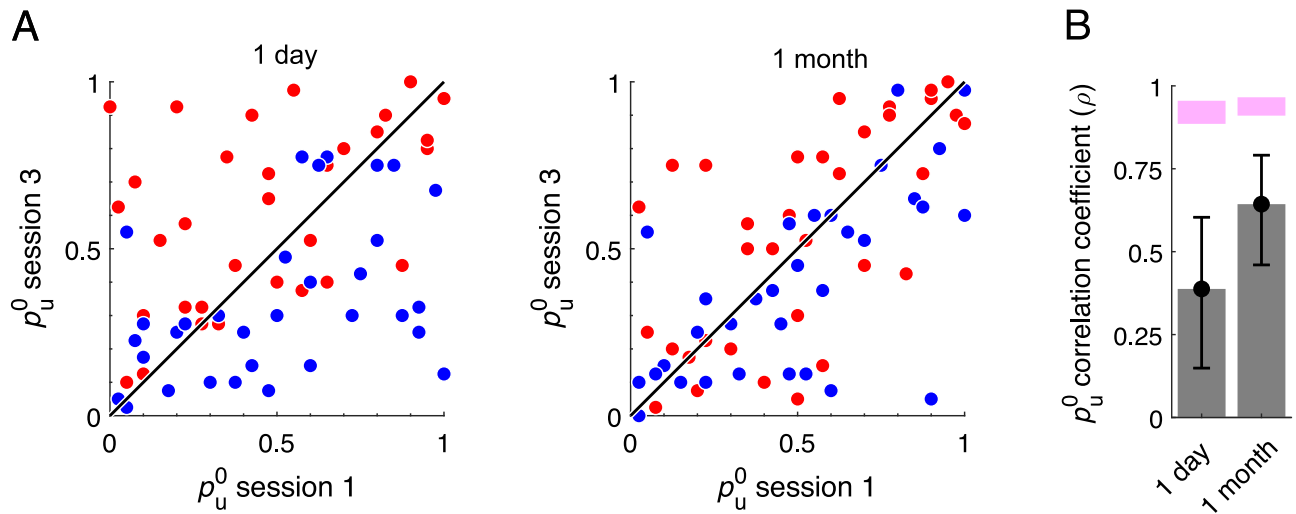 A
1 day
1
0.5
0
0
0.5
1
p⁰ᵤ session 3
p⁰ᵤ session 1
1 month
1
0.5
0
0
0.5
1
p⁰ᵤ session 3
p⁰ᵤ session 1
B
1
0.75
0.5
0.25
0
p⁰ᵤ correlation coefficient (ρ)
1 day
1 month